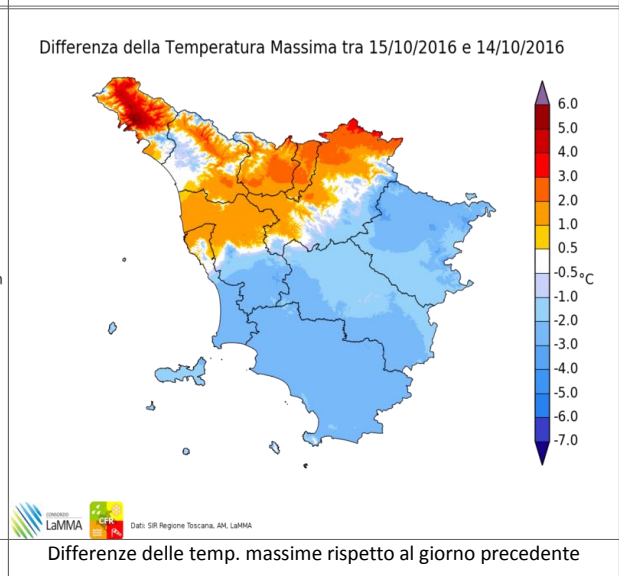 Differenza della Temperatura Massima tra 15/10/2016 e 14/10/2016
6.0
5.0
4.0
3.0
2.0
1.0
0.5
-0.5
°C
-1.0
-2.0
-3.0
-4.0
-5.0
-6.0
-7.0
CONSORZIO
LaMMA
CFR
Dati: SIR Regione Toscana, AM, LaMMA
Differenze delle temp. massime rispetto al giorno precedente